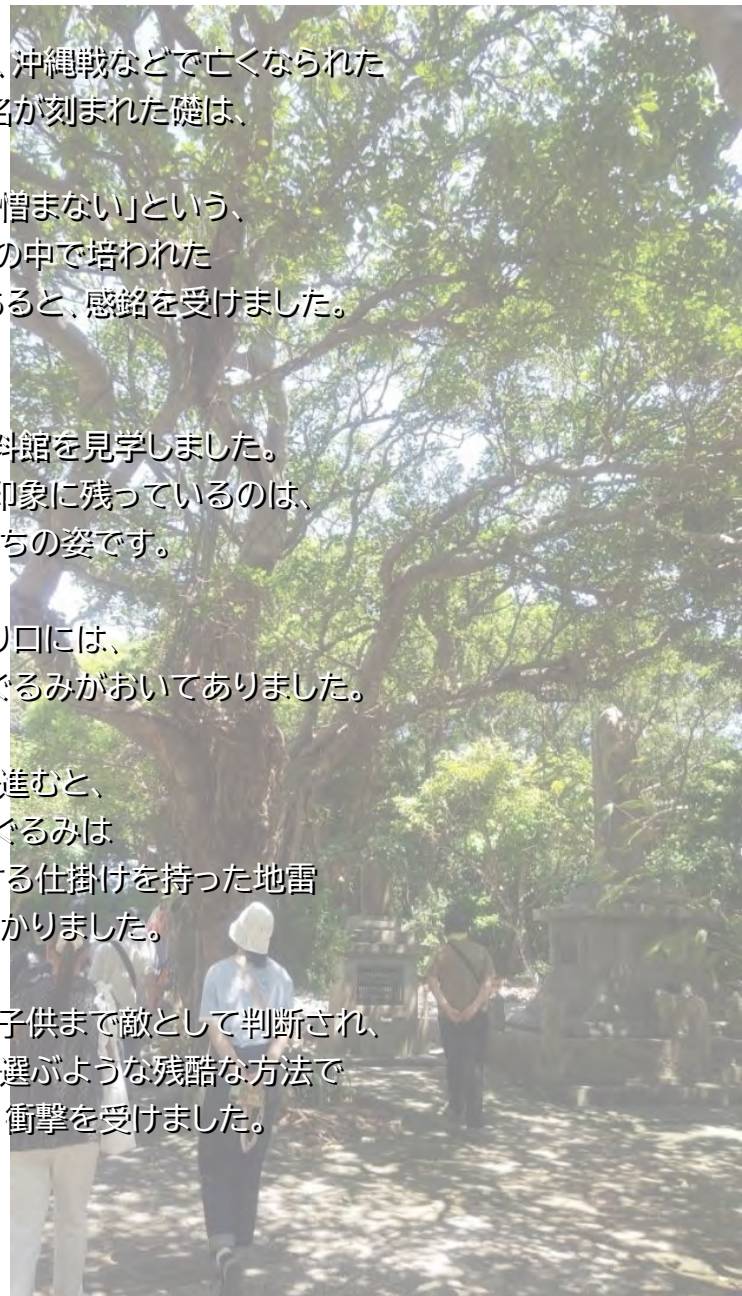 、沖縄戦などで亡くなられた
名が刻まれた礎は、
憎まない」という、
の中で培われた
あると、感銘を受けました。
料館を見学しました。
印象に残っているのは、
ちの姿です。
り口には、
ぐるみがおいてありました。
進むと、
ぐるみは
する仕掛けを持った地雷
かりました。
子供まで敵として判断され、
選ぶような残酷な方法で
衝撃を受けました。